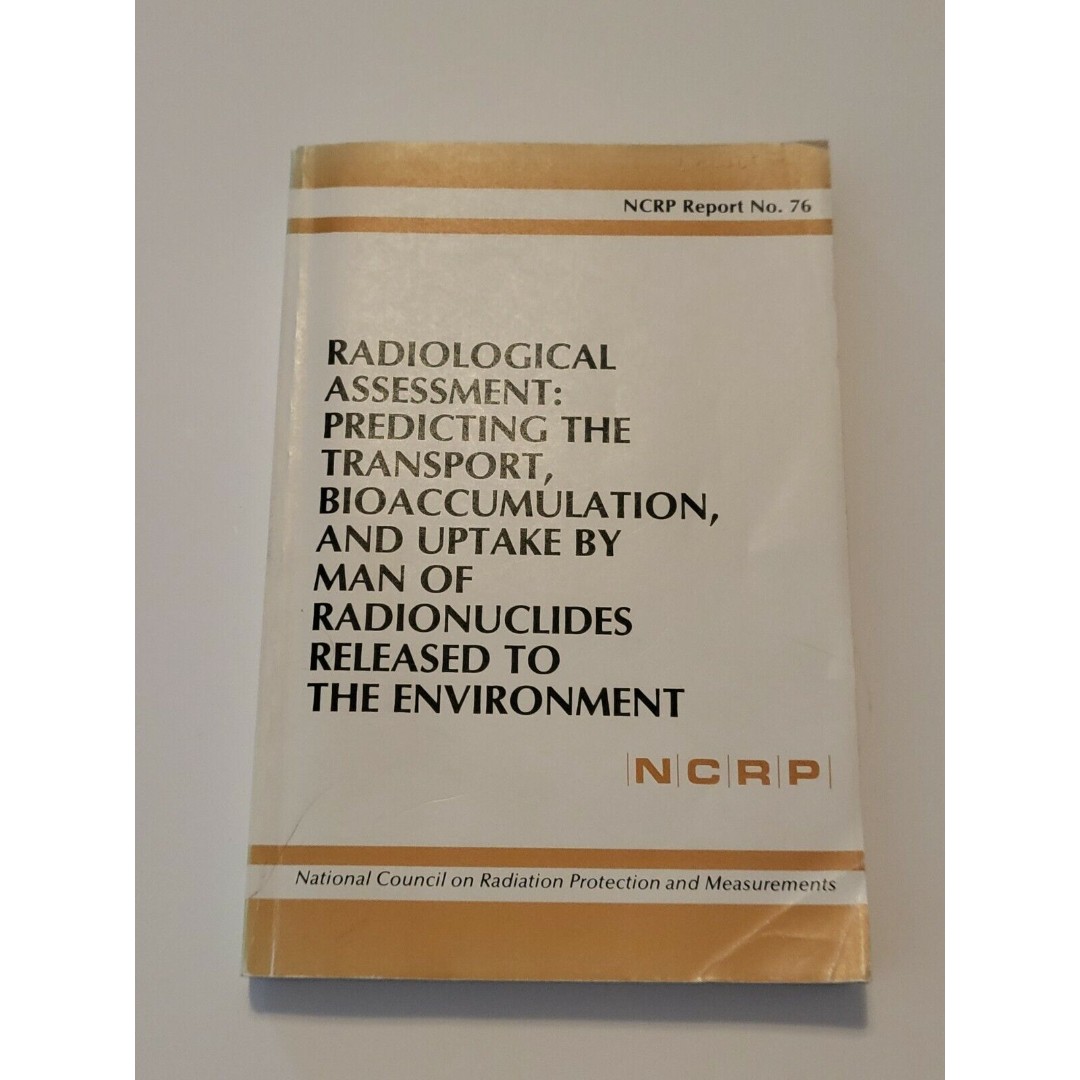 NCRP Report No. 76
RADIOLOGICAL
ASSESSMENT:
PREDICTING THE
TRANSPORT,
BIOACCUMULATION,
AND UPTAKE BY
MAN OF
RADIONUCLIDES
RELEASED TO
THE ENVIRONMENT
|N|C|R|P|
National Council on Radiation Protection and Measurements